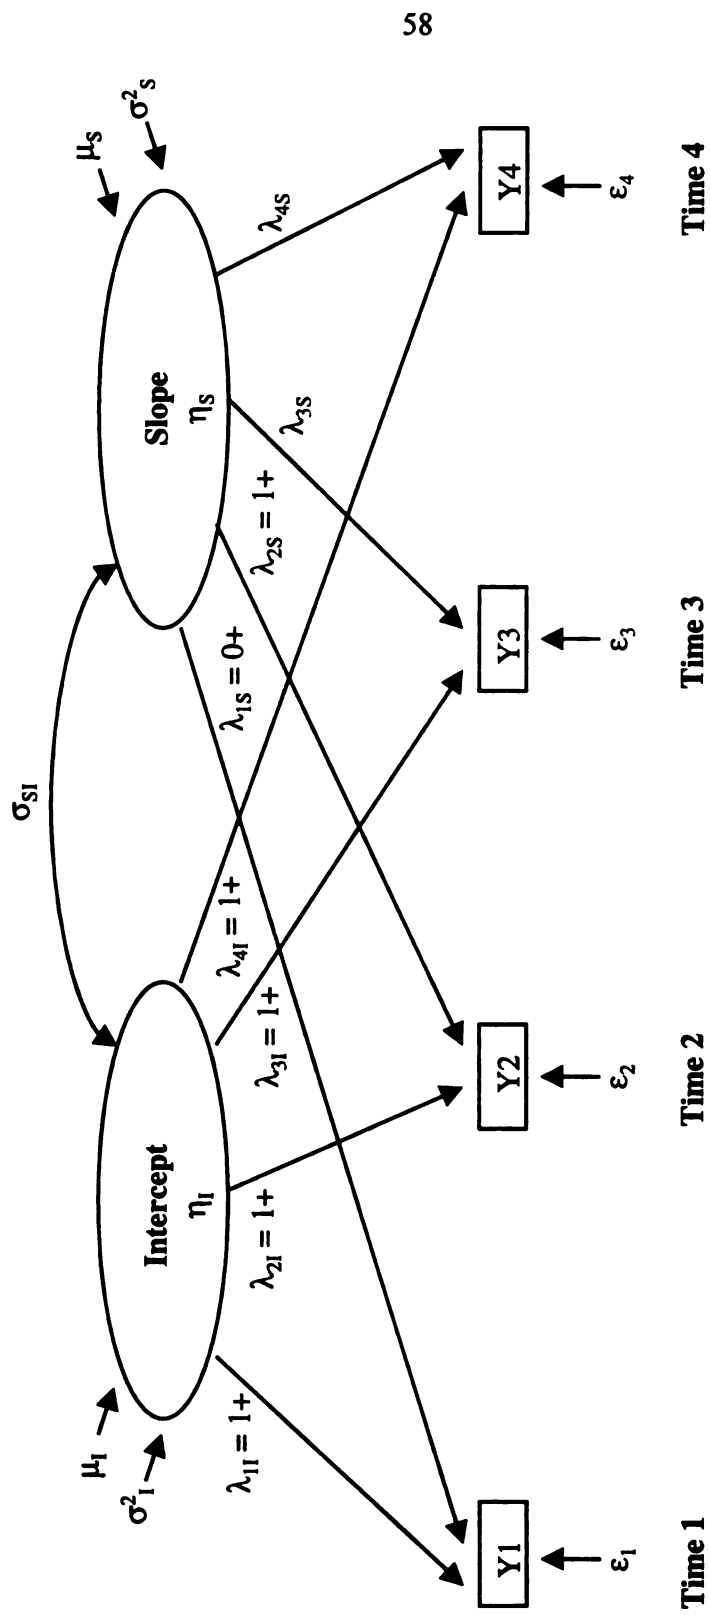 58
σSI
μI
σ²I
μS
σ²S
Intercept
ηI
Slope
ηS
λ1I = 1+
λ2I = 1+
λ3I = 1+
λ4I = 1+
λ1S = 0+
λ2S = 1+
λ3S
λ4S
Y1
Y2
Y3
Y4
ε1
ε2
ε3
ε4
Time 1
Time 2
Time 3
Time 4